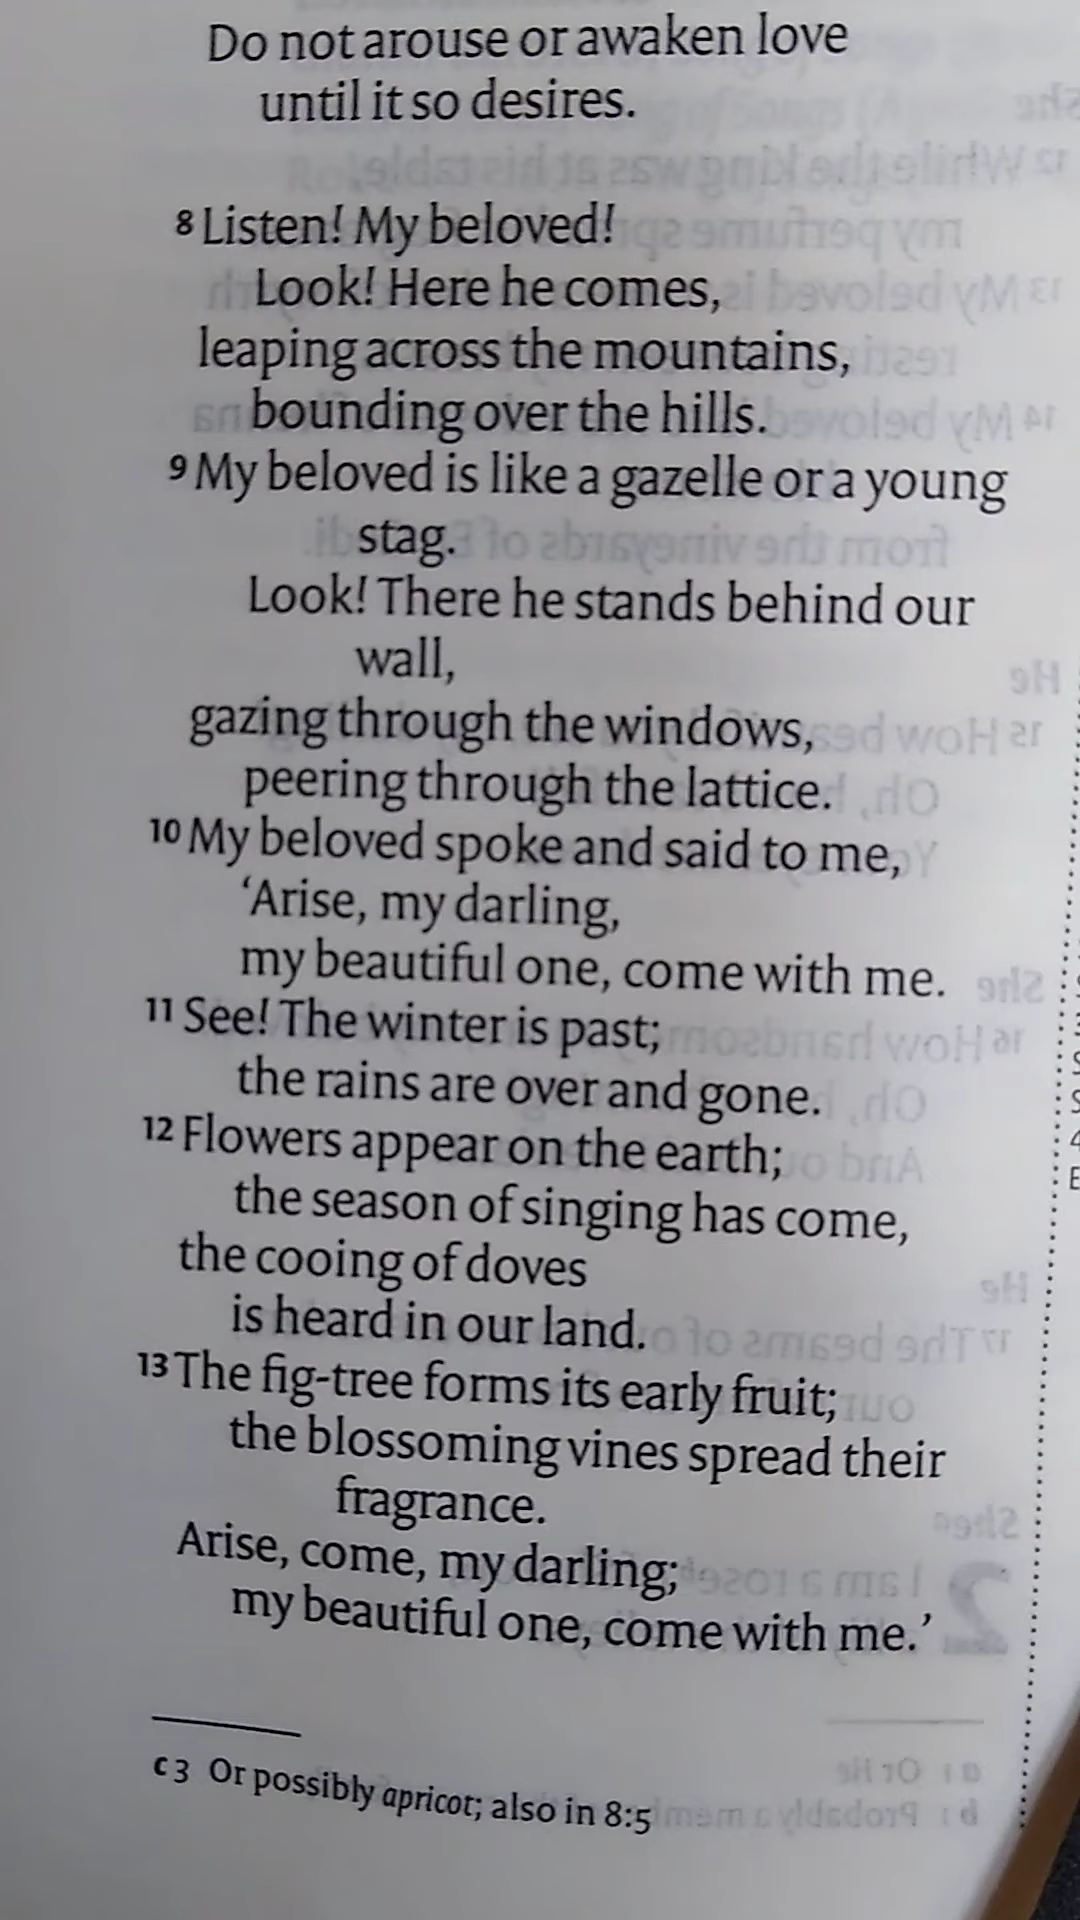 Do not arouse or awaken love
until it so desires.
8 Listen! My beloved!
Look! Here he comes,
leaping across the mountains,
bounding over the hills.
9 My beloved is like a gazelle or a young
stag.
Look! There he stands behind our
wall,
gazing through the windows,
peering through the lattice.
10 My beloved spoke and said to me,
‘Arise, my darling,
my beautiful one, come with me.
11 See! The winter is past;
the rains are over and gone.
12 Flowers appear on the earth;
the season of singing has come,
the cooing of doves
is heard in our land.
13 The fig-tree forms its early fruit;
the blossoming vines spread their
fragrance.
Arise, come, my darling;
my beautiful one, come with me.’
c 3 Or possibly apricot; also in 8:5